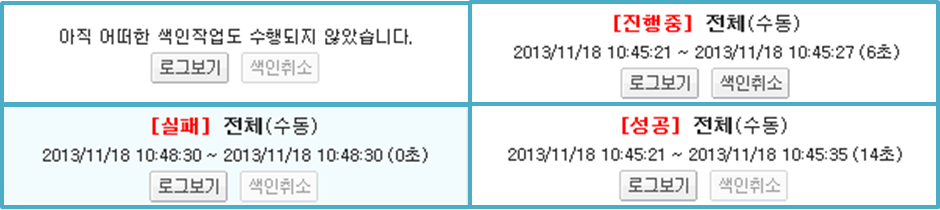 아직 어떠한 색인작업도 수행되지 않았습니다.
로그보기 색인취소
[진행중] 전체(수동)
2013/11/18 10:45:21 ~ 2013/11/18 10:45:27 (6초)
로그보기 색인취소
[실패] 전체(수동)
2013/11/18 10:48:30 ~ 2013/11/18 10:48:30 (0초)
로그보기 색인취소
[성공] 전체(수동)
2013/11/18 10:45:21 ~ 2013/11/18 10:45:35 (14초)
로그보기 색인취소